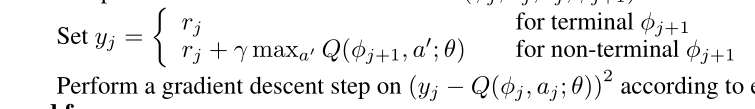 Set y_j = { r_j for terminal ϕ_{j+1}
r_j + γ max_{a'} Q(ϕ_{j+1}, a'; θ) for non-terminal ϕ_{j+1}
Perform a gradient descent step on (y_j − Q(ϕ_j, a_j; θ))² according to